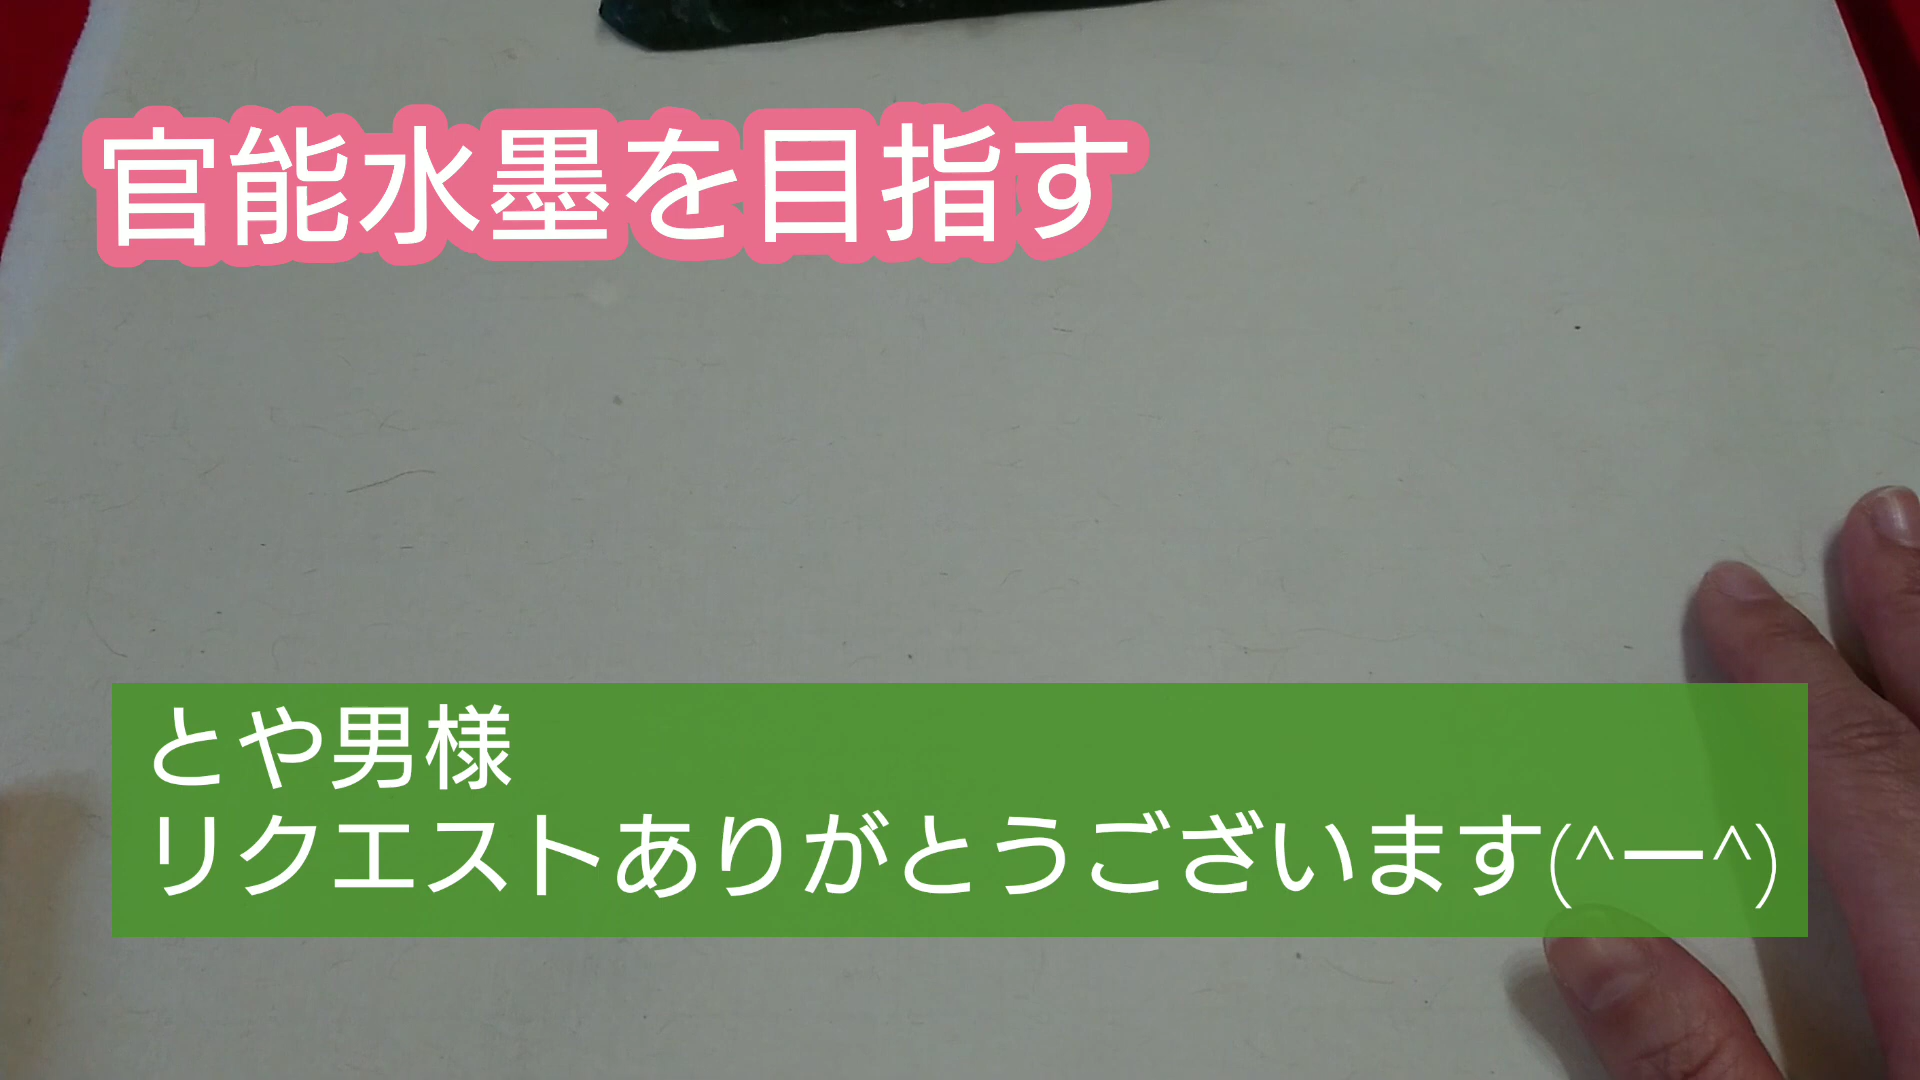 官能水墨を目指す
とや男様
リクエストありがとうございます(^ー^)